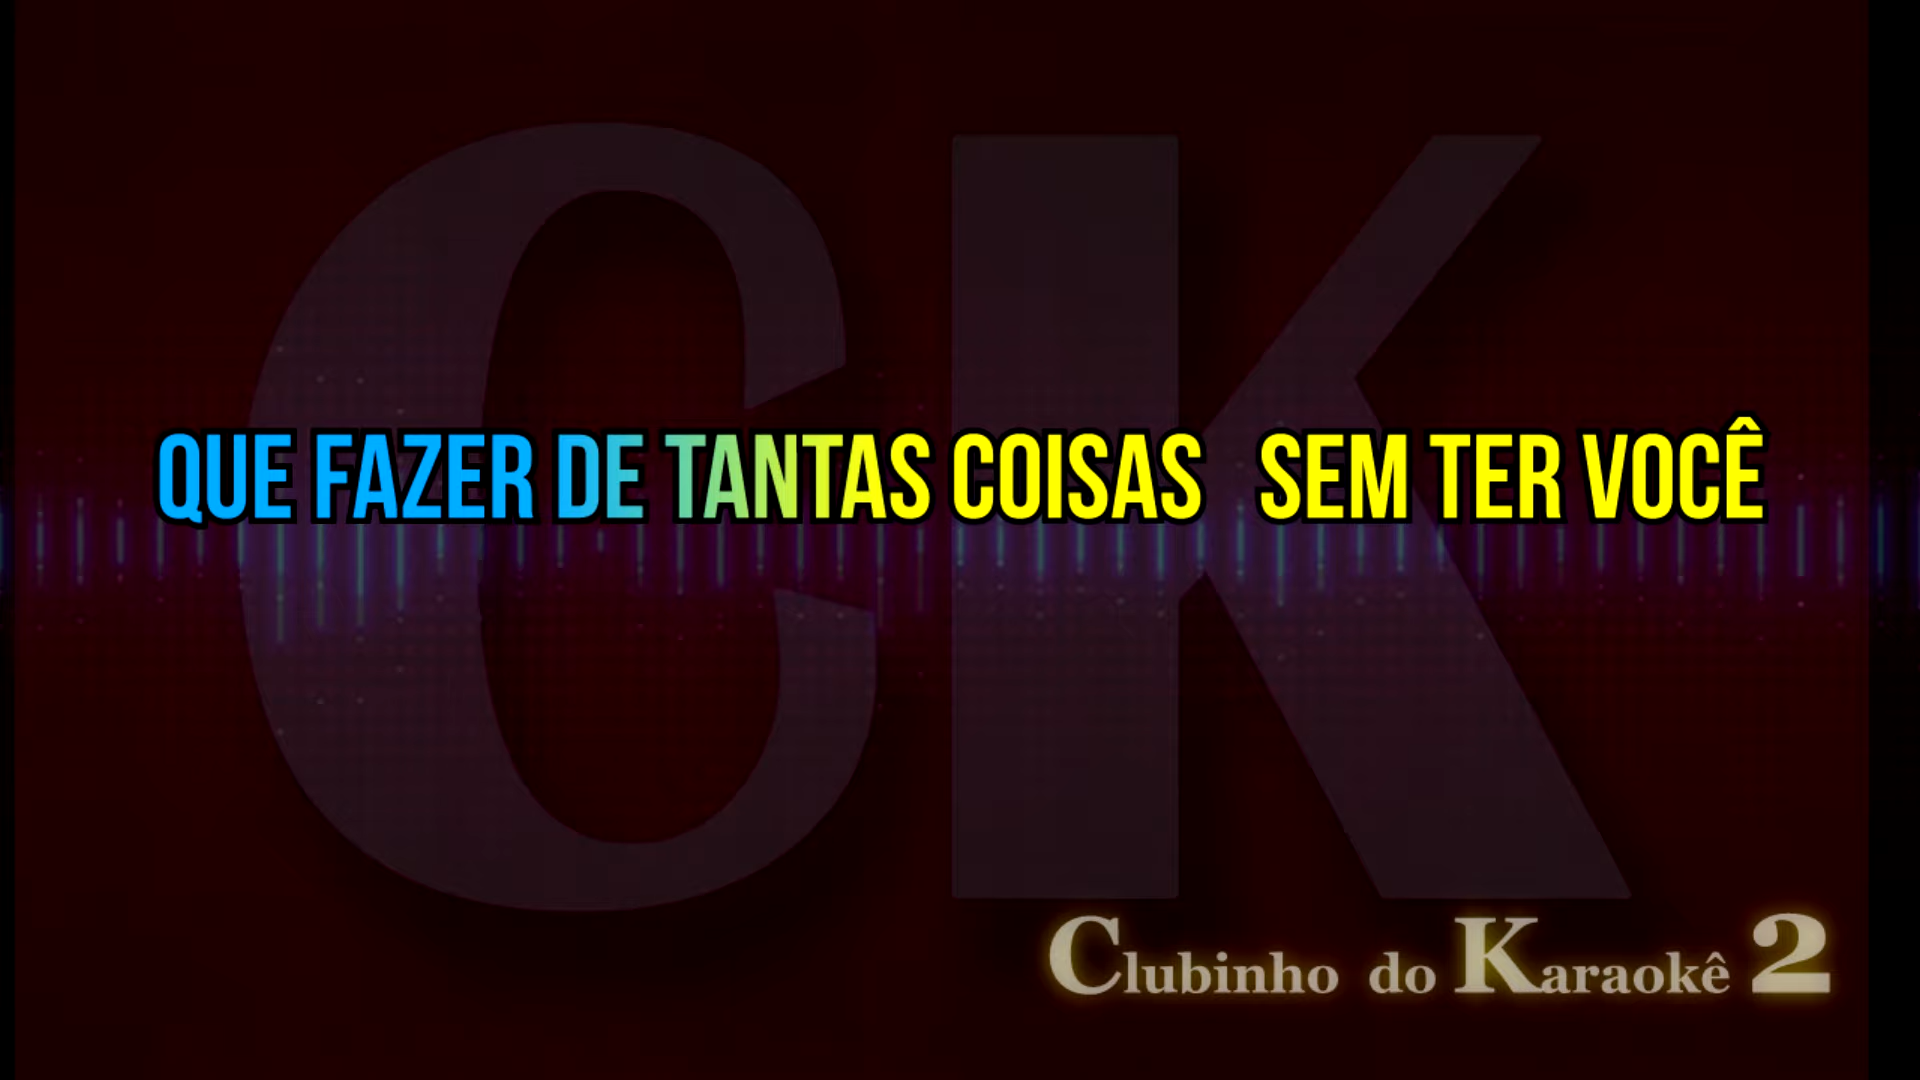 CK
QUE FAZER DE TANTAS COISAS   SEM TER VOCÊ
Clubinho do Karaokê 2